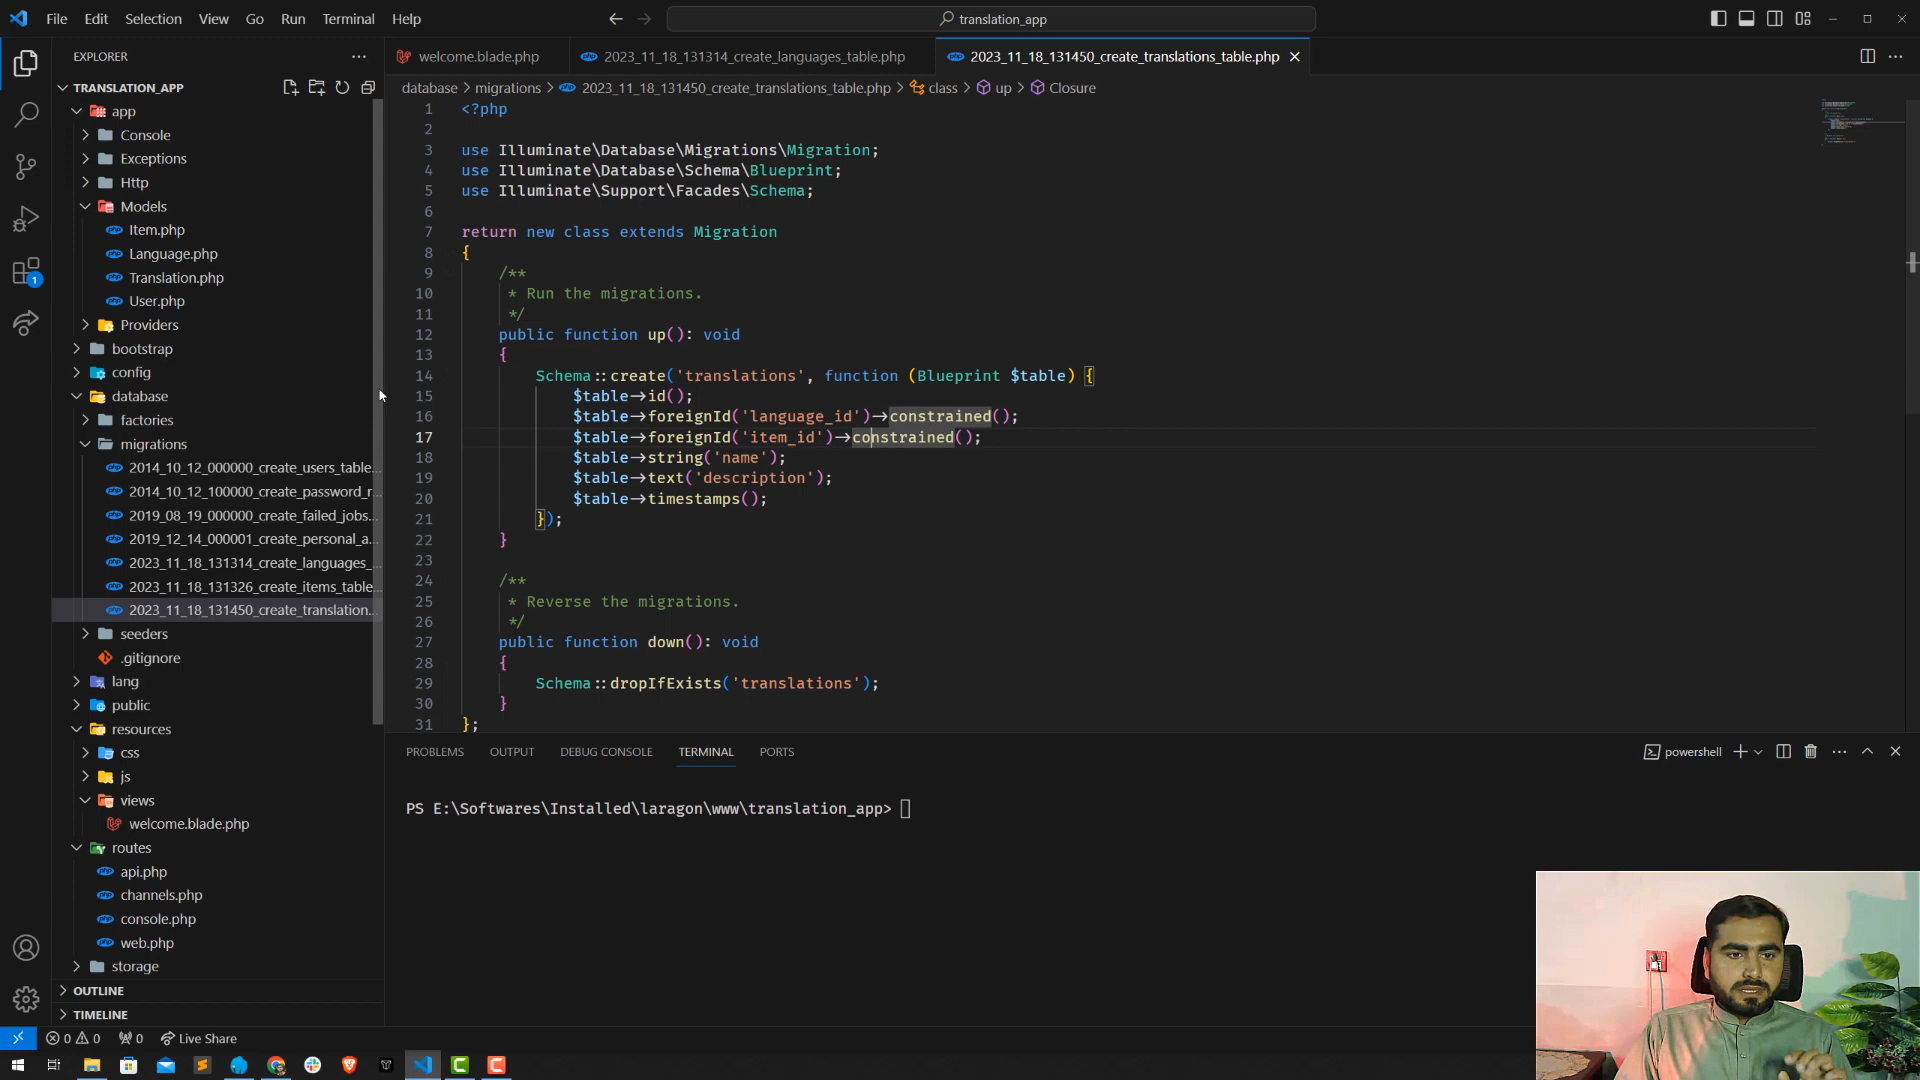 File Edit Selection View Go Run Terminal Help
translation_app
EXPLORER
welcome.blade.php
2023_11_18_131314_create_languages_table.php
2023_11_18_131450_create_translations_table.php
TRANSLATION_APP
database > migrations > 2023_11_18_131450_create_translations_table.php > class > up > Closure
app
Console
Exceptions
Http
Models
Item.php
Language.php
Translation.php
User.php
Providers
bootstrap
config
database
factories
migrations
2014_10_12_000000_create_users_table...
2014_10_12_100000_create_password_r...
2019_08_19_000000_create_failed_jobs...
2019_12_14_000001_create_personal_a...
2023_11_18_131314_create_languages_...
2023_11_18_131326_create_items_table...
2023_11_18_131450_create_translation...
seeders
.gitignore
lang
public
resources
css
js
views
welcome.blade.php
routes
api.php
channels.php
console.php
web.php
storage
OUTLINE
TIMELINE
1 <?php
2
3 use Illuminate\Database\Migrations\Migration;
4 use Illuminate\Database\Schema\Blueprint;
5 use Illuminate\Support\Facades\Schema;
6
7 return new class extends Migration
8 {
9 /**
10 * Run the migrations.
11 */
12 public function up(): void
13 {
14 Schema::create('translations', function (Blueprint $table) {
15 $table->id();
16 $table->foreignId('language_id')->constrained();
17 $table->foreignId('item_id')->constrained();
18 $table->string('name');
19 $table->text('description');
20 $table->timestamps();
21 });
22 }
23
24 /**
25 * Reverse the migrations.
26 */
27 public function down(): void
28 {
29 Schema::dropIfExists('translations');
30 }
31 };
PROBLEMS OUTPUT DEBUG CONSOLE TERMINAL PORTS
powershell
PS E:\Softwares\Installed\laragon\www\translation_app>
1
0 0 0 Live Share